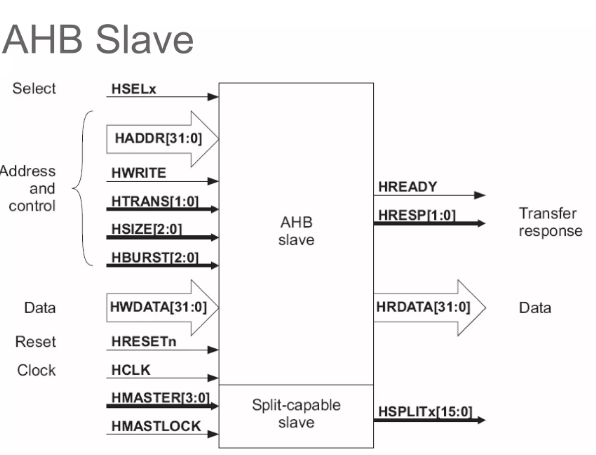 AHB Slave
Select
HSELx
HADDR[31:0]
Address
and
control
HWRITE
HTRANS[1:0]
HSIZE[2:0]
HBURST[2:0]
AHB
slave
HREADY
HRESP[1:0]
Transfer
response
Data
HWDATA[31:0]
HRDATA[31:0]
Data
Reset
HRESETn
Clock
HCLK
HMASTER[3:0]
HMASTLOCK
Split-capable
slave
HSPLITx[15:0]